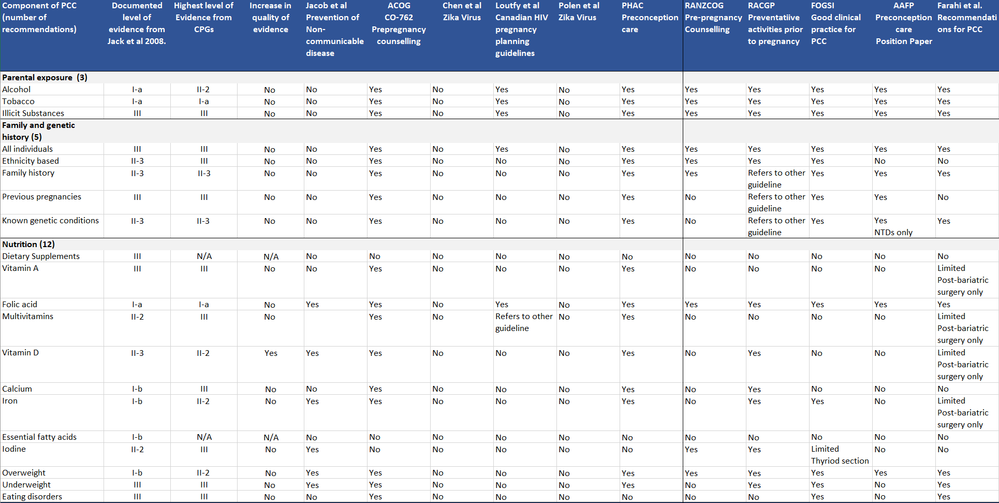 Component of PCC
(number of
recommendations)
Documented
level of
evidence from
Jack et al 2008.
Highest level of
Evidence from
CPGs
Increase in
quality of
evidence
Jacob et al
Prevention of
Non-
communicable
disease
ACOG
CO-762
Prepregnancy
counselling
Chen et al
Zika Virus
Loutfy et al
Canadian HIV
pregnancy
planning
guidelines
Polen et al
Zika Virus
PHAC
Preconception
care
RANZCOG
Pre-pregnancy
Counselling
RACGP
Preventatiive
activities prior
to pregnancy
FOGSI
Good clinical
practice for
PCC
AAFP
Preconception
care
Position Paper
Farahi et al.
Recommendati
ons for PCC
Parental exposure (3)
Alcohol I-a II-2 No No Yes No Yes No Yes Yes Yes Yes Yes Yes
Tobacco I-a I-a No No Yes No Yes No Yes Yes Yes Yes Yes Yes
Illicit Substances III III No No Yes No Yes No Yes Yes Yes Yes Yes Yes
Family and genetic
history (5)
All individuals III III No No Yes No Yes No Yes Yes Yes Yes Yes Yes
Ethnicity based II-3 III No No Yes No No No Yes Yes Yes Yes No No
Family history II-3 II-3 No No Yes No No No Yes Yes Refers to other Yes Yes Yes
guideline
Previous pregnancies III III No No Yes No No No Yes No Refers to other Yes Yes No
guideline
Known genetic conditions II-3 II-3 No No Yes No No No Yes No Refers to other Yes Yes Yes
guideline NTDs only
Nutrition (12)
Dietary Supplements III N/A N/A No No No No No No No No No No No
Vitamin A III III No No Yes No No No Yes No No No No Limited
Post-bariatric
surgery only
Folic acid I-a I-a No Yes Yes No Yes No Yes Yes Yes Yes Yes Yes
Multivitamins II-2 III No Yes No Refers to other No Yes No No No No Limited
guideline Post-bariatric
surgery only
Vitamin D II-3 II-2 Yes Yes Yes No No No Yes No Yes No No Limited
Post-bariatric
surgery only
Calcium I-b III No No Yes No No No Yes No Yes No No No
Iron I-b II-2 No Yes Yes No No No Yes No Yes Yes No Limited
Post-bariatric
surgery only
Essential fatty acids I-b N/A N/A No No No No No No No No No No No
Iodine II-2 III No Yes No No No No No Yes Yes Limited No No
Thyriod section
Overweight I-b II-2 No Yes Yes No No No Yes Yes Yes Yes Yes Yes
Underweight III III No Yes Yes No No No Yes No Yes Yes No Yes
Eating disorders III III No No Yes No No No No No No Yes No Yes